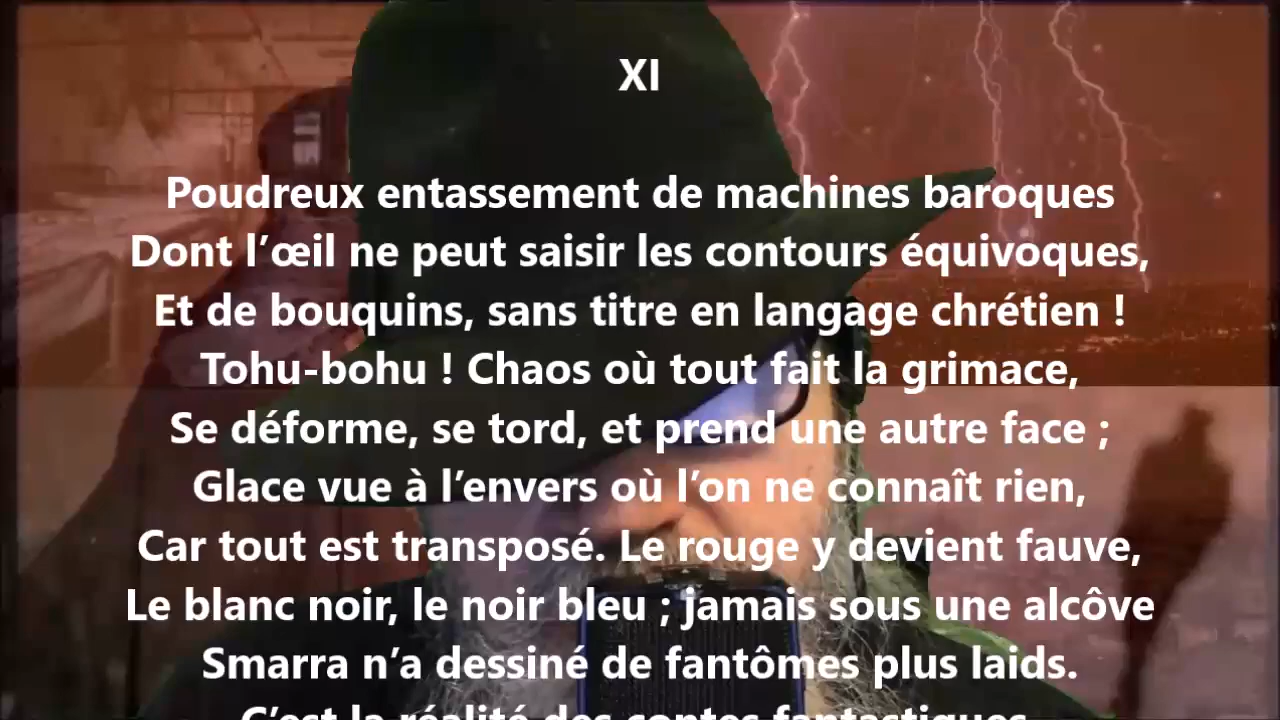 XI
Poudreux entassement de machines baroques
Dont l’œil ne peut saisir les contours équivoques,
Et de bouquins, sans titre en langage chrétien !
Tohu-bohu ! Chaos où tout fait la grimace,
Se déforme, se tord, et prend une autre face ;
Glace vue à l’envers où l’on ne connaît rien,
Car tout est transposé. Le rouge y devient fauve,
Le blanc noir, le noir bleu ; jamais sous une alcôve
Smarra n’a dessiné de fantômes plus laids.
C’est la réalité des contes fantastiques